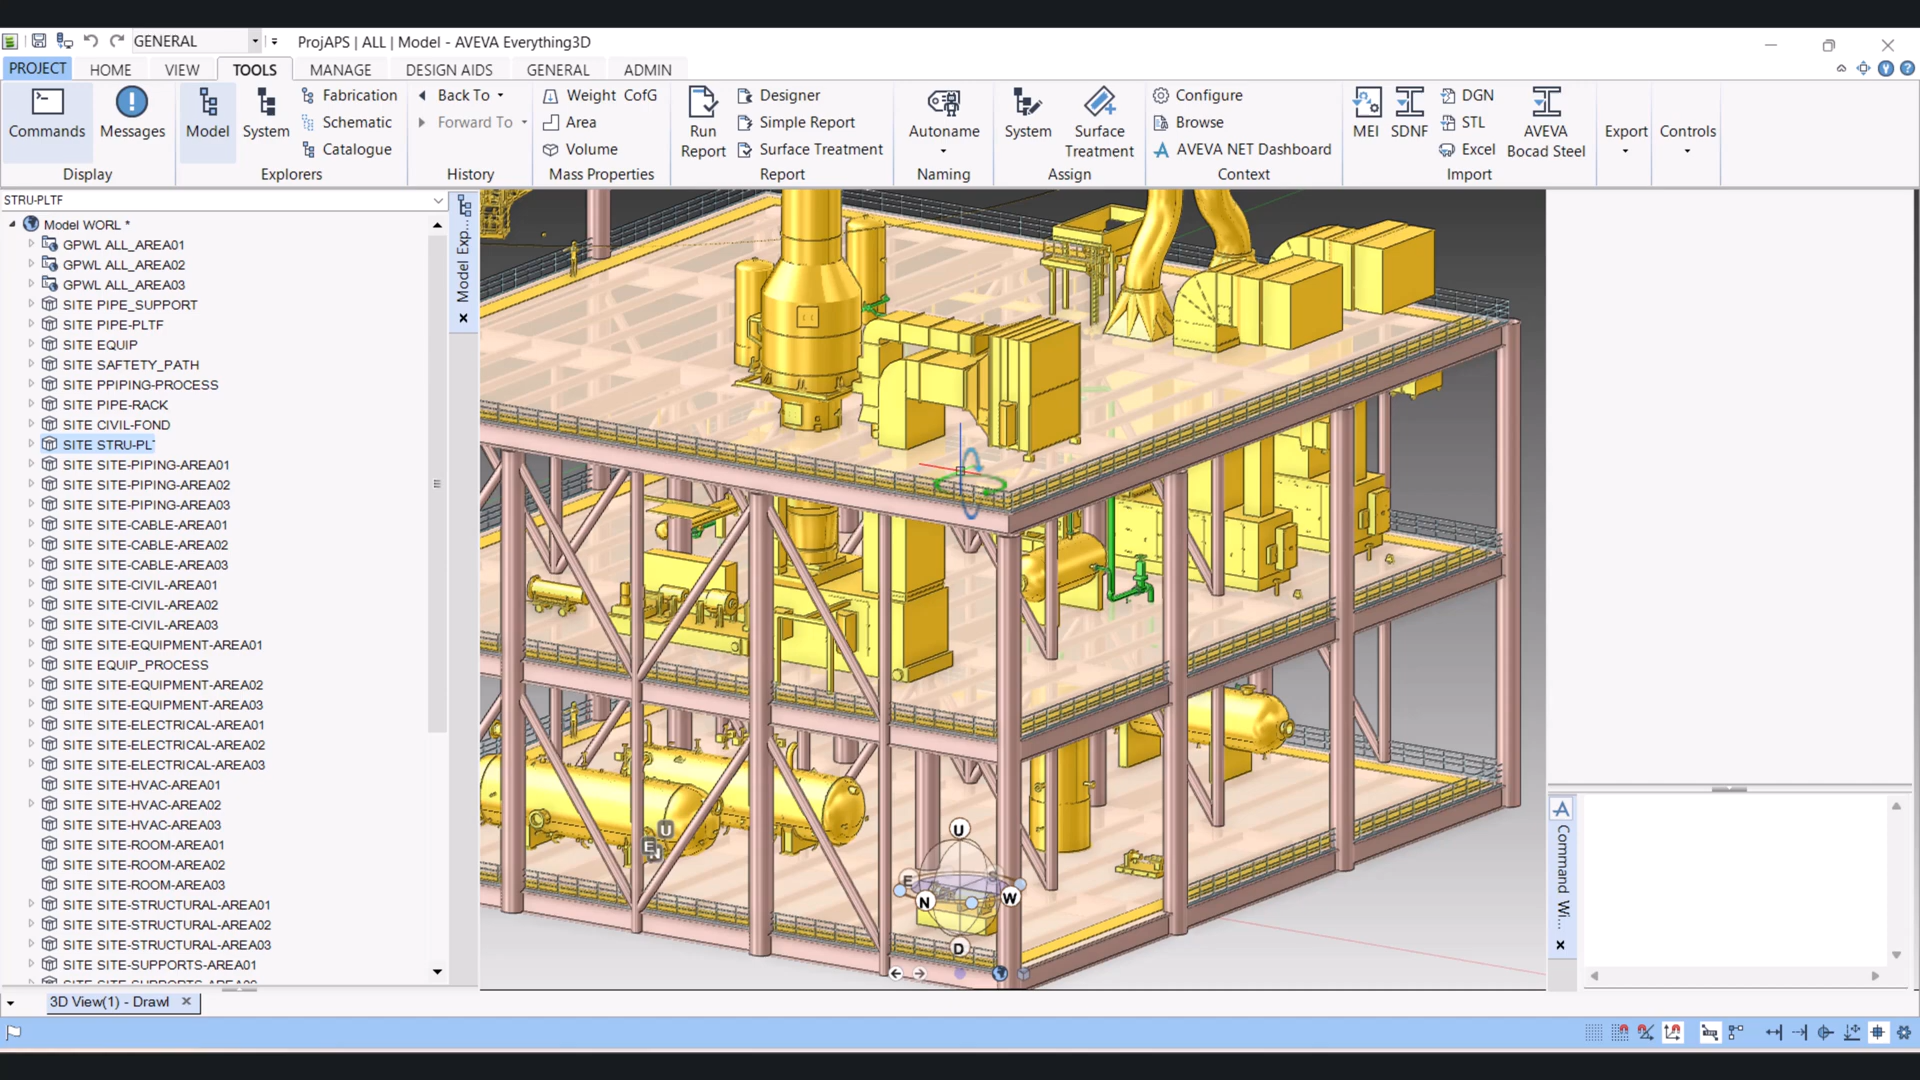 GENERAL
ProjAPS | ALL | Model - AVEVA Everything3D
PROJECT HOME VIEW TOOLS MANAGE DESIGN AIDS GENERAL ADMIN
Commands
Messages
Display
Model
System
Fabrication
Schematic
Catalogue
Explorers
Back To
Forward To
History
Weight CofG
Area
Volume
Mass Properties
Run Report
Designer
Simple Report
Surface Treatment
Report
Autoname
Naming
System
Surface Treatment
Assign
Configure
Browse
AVEVA NET Dashboard
Context
MEI
SDNF
DGN
STL
Excel
AVEVA Bocad Steel
Import
Export
Controls
STRU-PLTF
Model WORL *
GPWL ALL_AREA01
GPWL ALL_AREA02
GPWL ALL_AREA03
SITE PIPE_SUPPORT
SITE PIPE-PLTF
SITE EQUIP
SITE SAFTETY_PATH
SITE PPIPING-PROCESS
SITE PIPE-RACK
SITE CIVIL-FOND
SITE STRU-PL
SITE SITE-PIPING-AREA01
SITE SITE-PIPING-AREA02
SITE SITE-PIPING-AREA03
SITE SITE-CABLE-AREA01
SITE SITE-CABLE-AREA02
SITE SITE-CABLE-AREA03
SITE SITE-CIVIL-AREA01
SITE SITE-CIVIL-AREA02
SITE SITE-CIVIL-AREA03
SITE SITE-EQUIPMENT-AREA01
SITE EQUIP_PROCESS
SITE SITE-EQUIPMENT-AREA02
SITE SITE-EQUIPMENT-AREA03
SITE SITE-ELECTRICAL-AREA01
SITE SITE-ELECTRICAL-AREA02
SITE SITE-ELECTRICAL-AREA03
SITE SITE-HVAC-AREA01
SITE SITE-HVAC-AREA02
SITE SITE-HVAC-AREA03
SITE SITE-ROOM-AREA01
SITE SITE-ROOM-AREA02
SITE SITE-ROOM-AREA03
SITE SITE-STRUCTURAL-AREA01
SITE SITE-STRUCTURAL-AREA02
SITE SITE-STRUCTURAL-AREA03
SITE SITE-SUPPORTS-AREA01
Model Exp...
U
E
N
U
E
S
N
W
D
Command Wi...
3D View(1) - Drawl